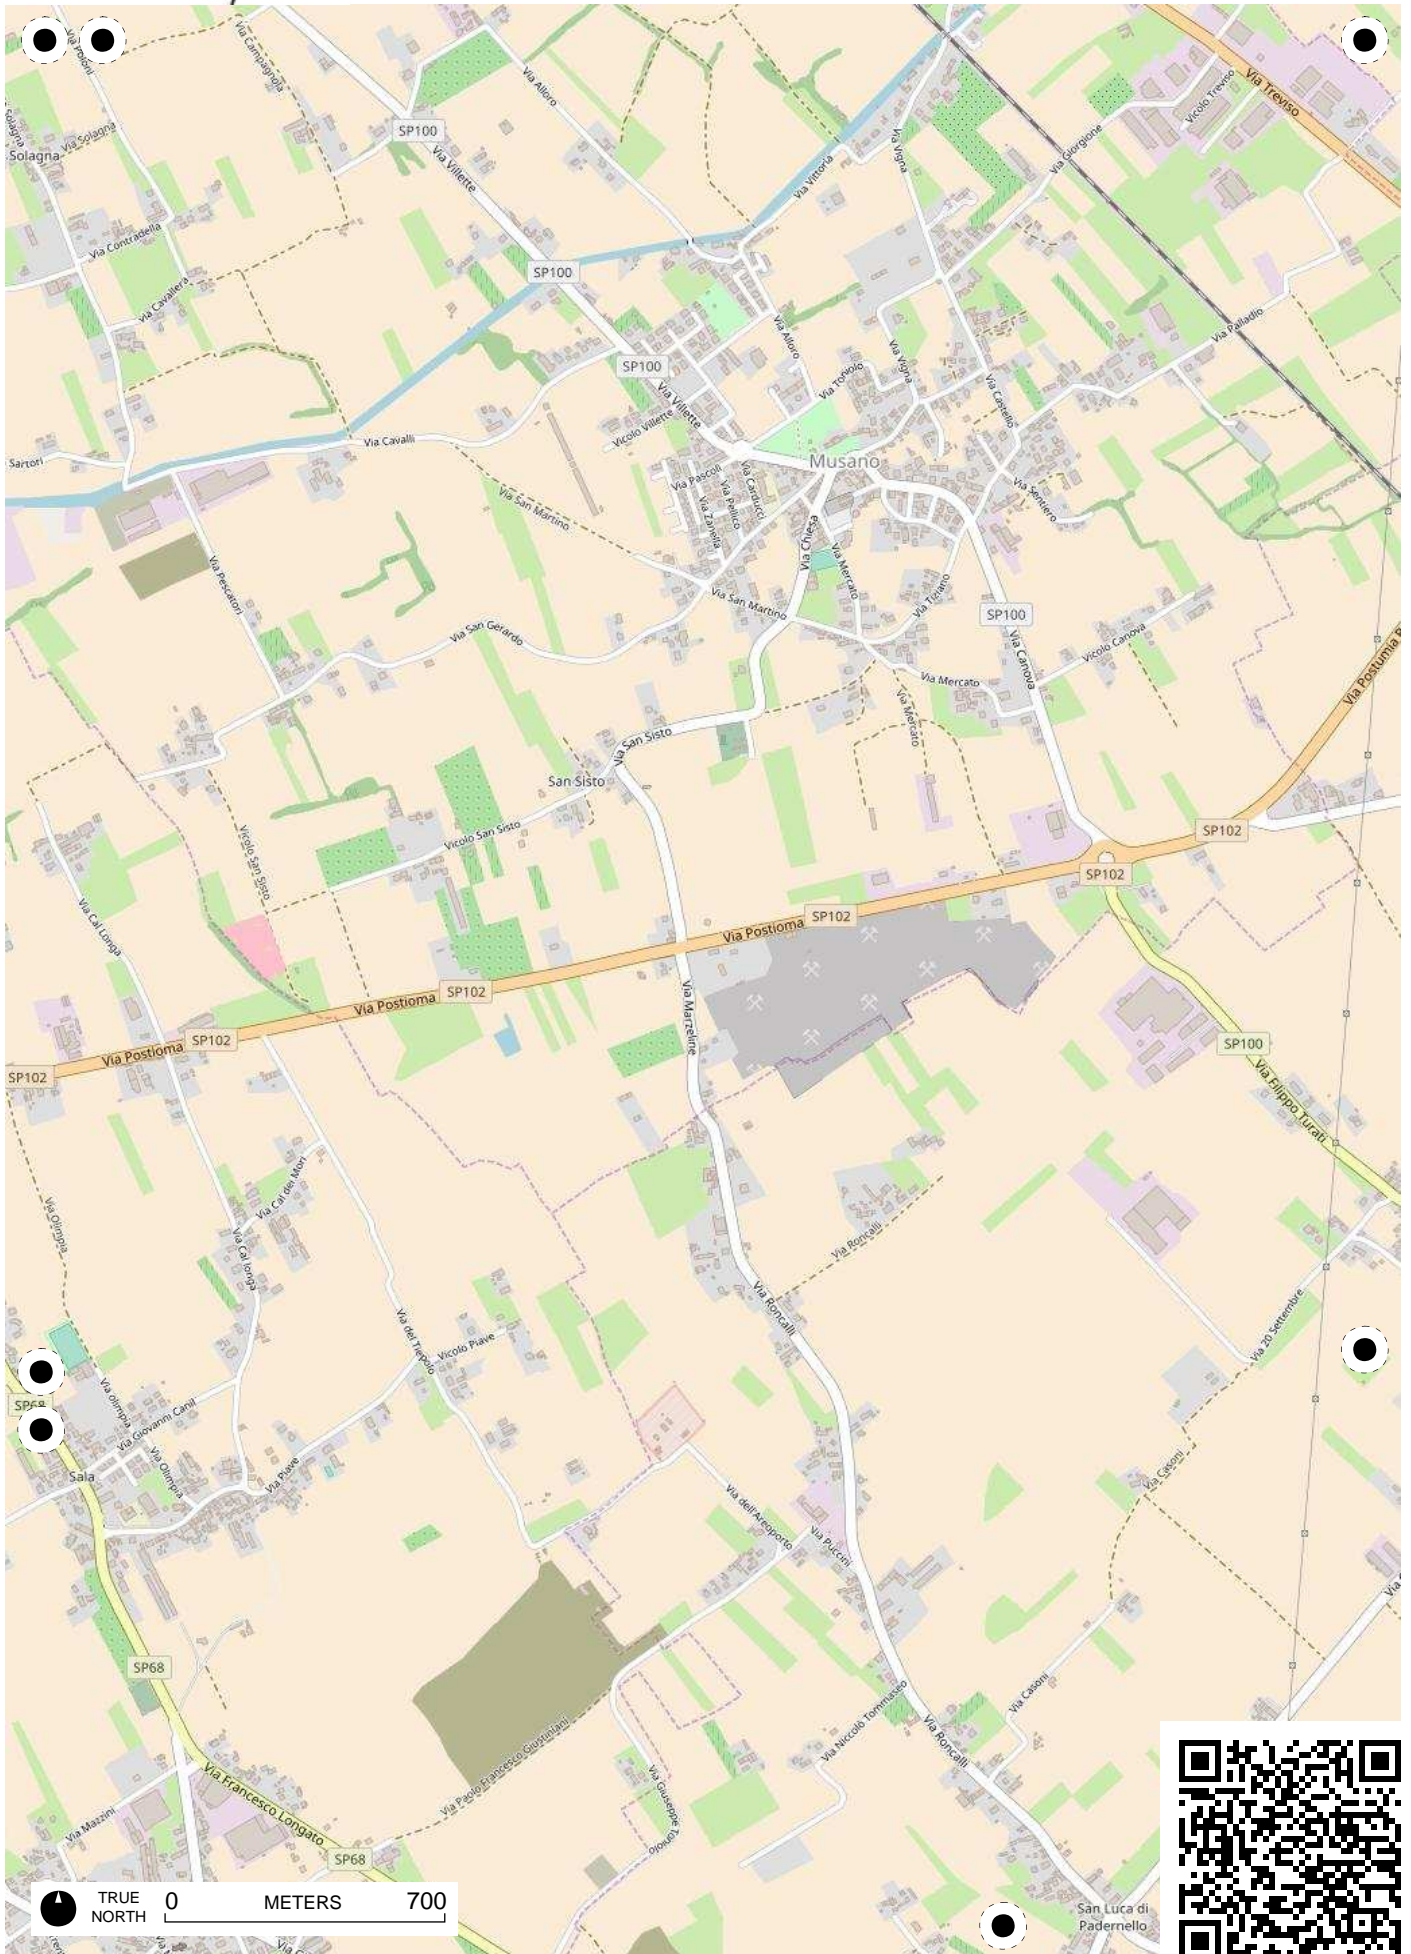 Via Poloni
Via Campagnola
Via Alloro
Via Treviso
Vicolo Treviso
SP100
Solagna
Via Solagna
Solagna
Via Villette
Via Vigna
Via Giorgione
Via Vittoria
Via Contradella
SP100
Via Cavallera
Via Alloro
Via Palladio
SP100
Via Vigna
Via Toniolo
Via Castello
Via Villette
Vicolo Villette
Via Cavalli
Sartori
Musano
Via Pascoli
Via Carducci
Via Pellico
Via Zanella
Via San Martino
Via Sentiero
Via Chiesa
Via Mercato
Via Pescatori
Via San Martino
Via Tiziano
SP100
Via San Gerardo
Vicolo Canova
Via Canova
Via Mercato
Via Mercato
Via Postumia R
Via San Sisto
San Sisto
Vicolo San Sisto
Vicolo San Sisto
SP102
SP102
Via Cal Longa
SP102
Via Postioma
SP102
Via Postioma
Via Marzeline
SP102
Via Postioma
SP102
SP100
Via Filippo Turati
Via Cal dei Mori
Via Olimpia
Via Cal longa
Via Roncalli
Via Roncalli
Via 20 Settembre
Via del Tiepolo
Vicolo Piave
SP68
Via olimpia
Via Giovanni Canil
Via Olimpia
Sala
Via Piave
Via Casoni
Via dell'Areoporto
Via Puccini
SP68
Via Casoni
Via Niccolò Tommaseo
Via Roncalli
Via Paolo Francesco Giustiniani
Via Giuseppe Toniolo
Via Francesco Longato
Via Mazzini
SP68
TRUE NORTH
0 METERS 700
San Luca di
Padernello